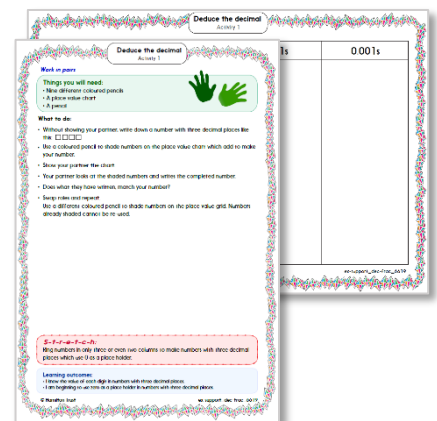 Deduce the decimal
Activity 1
1s
0.001s
ex-support_dec-frac_6619
Deduce the decimal
Activity 1
Work in pairs
Things you will need:
• Nine different coloured pencils
• A place value chart
• A pencil
What to do:
• Without showing your partner, write down a number with three decimal places like
this: □.□□□
• Use a coloured pencil to shade numbers on the place value chart which add to make
your number.
• Show your partner the chart.
• Your partner looks at the shaded numbers and writes the completed number.
• Does what they have written, match your number?
• Swap roles and repeat.
Use a different coloured pencil to shade numbers on the place value grid. Numbers
already shaded cannot be re-used.
S-t-r-e-t-c-h:
Ring numbers in only three or even two columns to make numbers with three decimal
places which use 0 as a place holder.
Learning outcomes
• I know the value of each digit in numbers with three decimal places.
• I am beginning to use zero as a place holder in numbers with three decimal places.
© Hamilton Trust
ex-support_dec-frac_6619